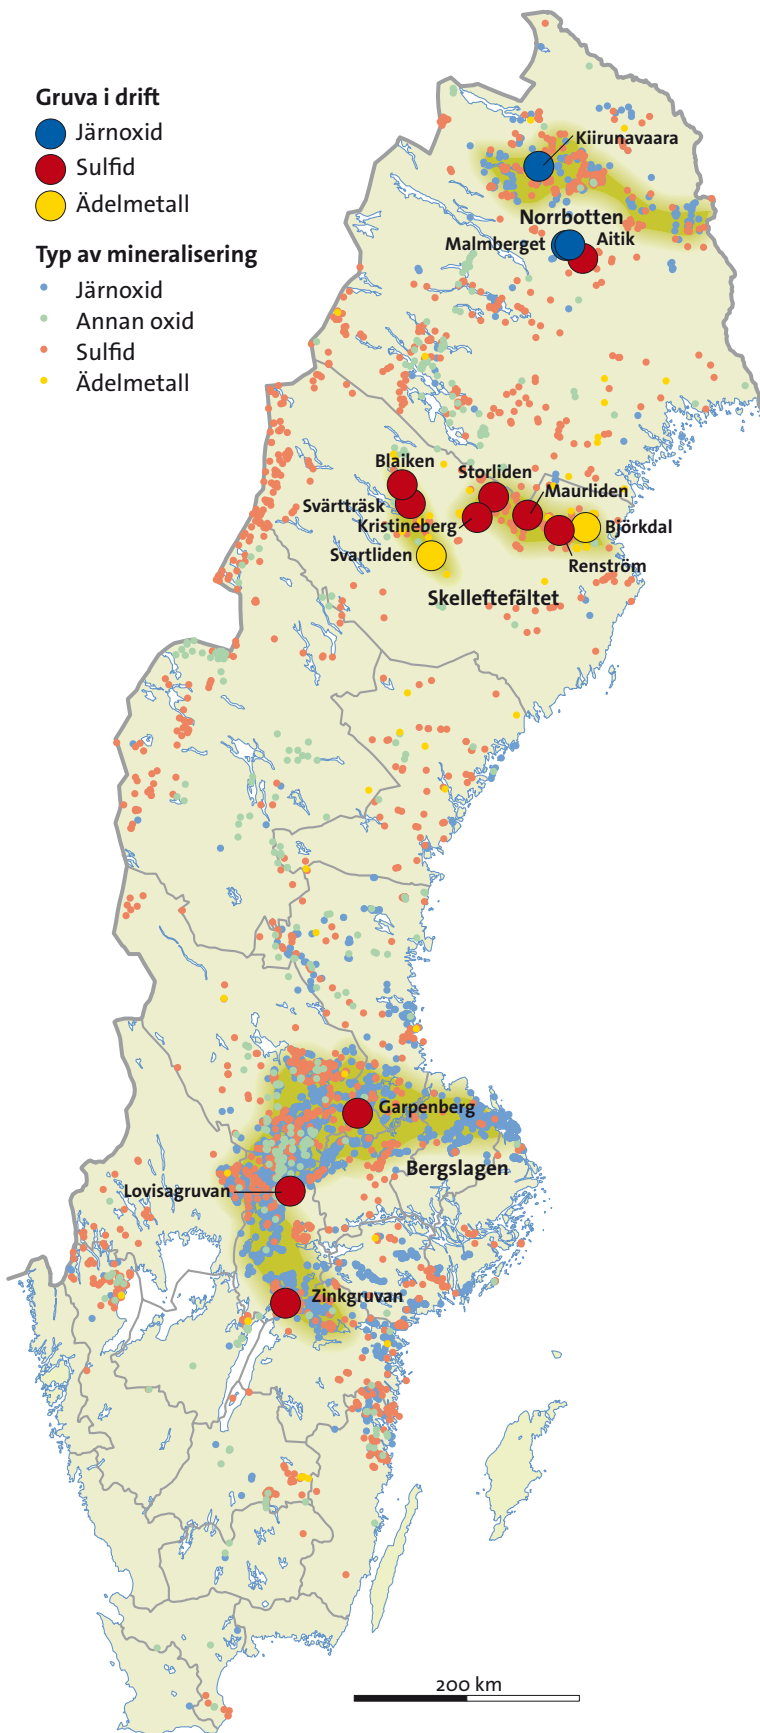 Gruva i drift
Järnoxid
Sulfid
Ädelmetall
Typ av mineralisering
Järnoxid
Annan oxid
Sulfid
Ädelmetall
Kiirunavaara
Norrbotten
Malmberget
Aitik
Blaiken
Storliden
Maurliden
Svärtträsk
Kristineberg
Björkdal
Svartliden
Renström
Skelleftefältet
Garpenberg
Bergslagen
Lovisagruvan
Zinkgruvan
200 km